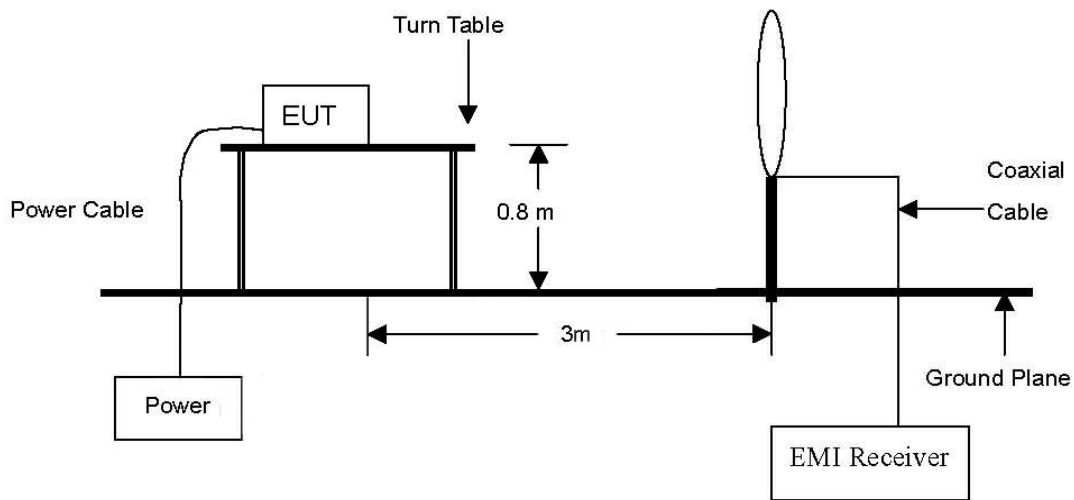 Turn Table
EUT
Coaxial
Power Cable
0.8 m
Cable
3m
Ground Plane
Power
EMI Receiver